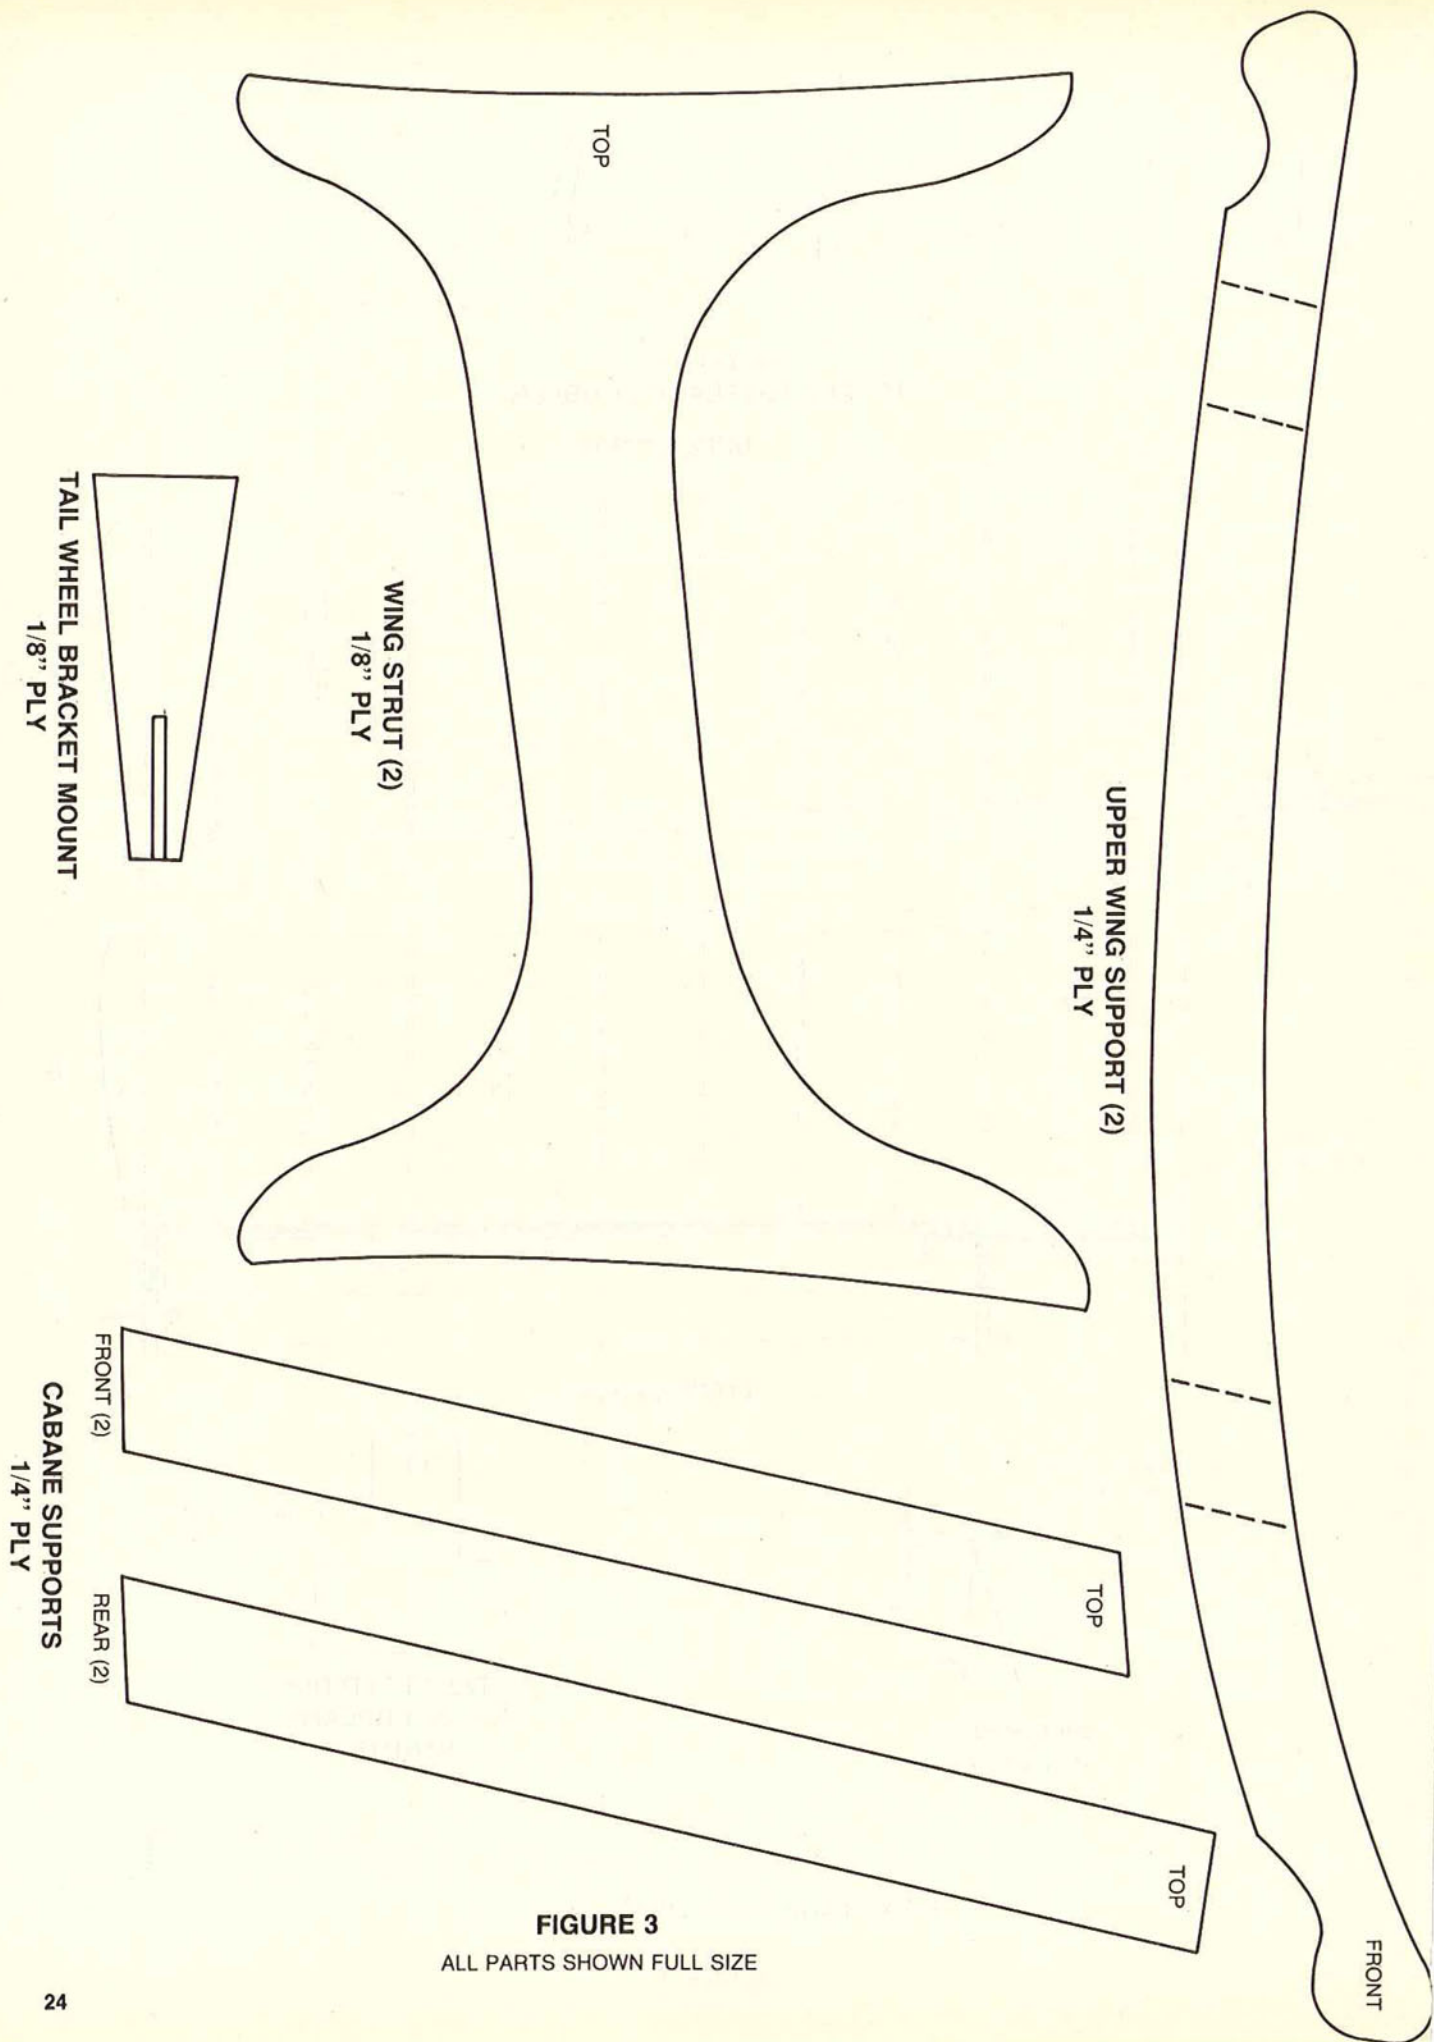 TOP
WING STRUT (2)
1/8” PLY
TAIL WHEEL BRACKET MOUNT
1/8” PLY
UPPER WING SUPPORT (2)
1/4” PLY
FRONT
TOP
FRONT (2)
TOP
REAR (2)
CABANE SUPPORTS
1/4” PLY
FIGURE 3
ALL PARTS SHOWN FULL SIZE
24